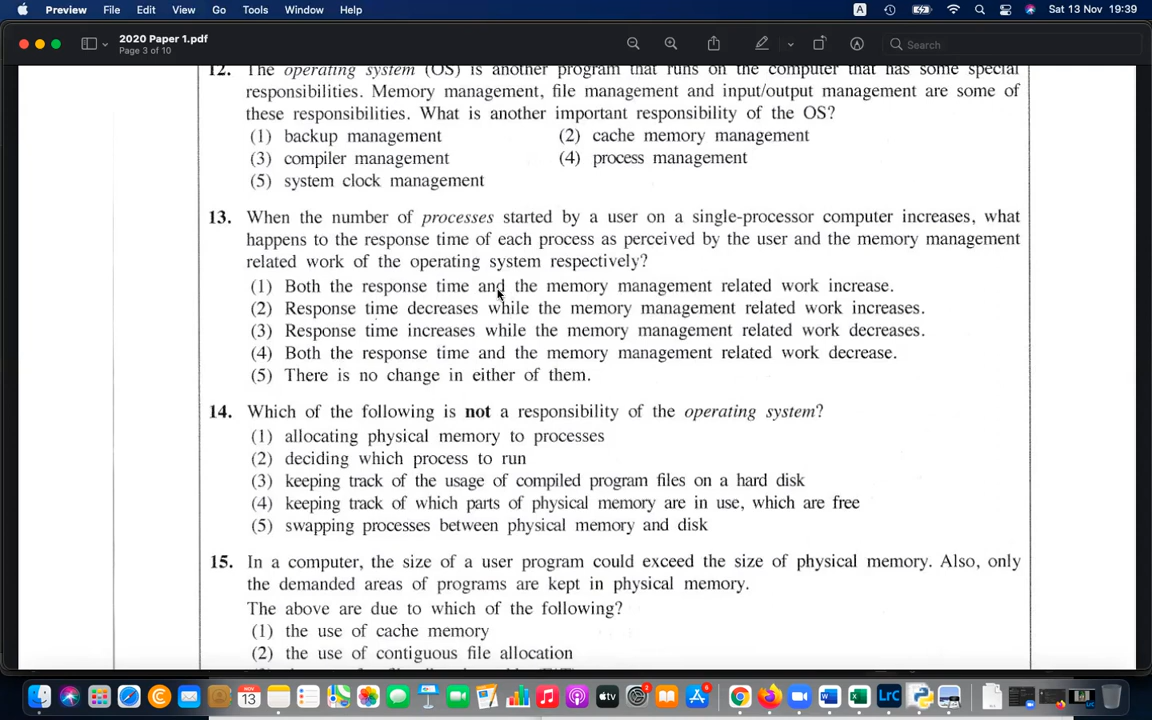 Preview File Edit View Go Tools Window Help
A Sat 13 Nov 19:39
2020 Paper 1.pdf
Page 3 of 10
Search
12. The operating system (OS) is another program that runs on the computer that has some special
responsibilities. Memory management, file management and input/output management are some of
these responsibilities. What is another important responsibility of the OS?
(1) backup management (2) cache memory management
(3) compiler management (4) process management
(5) system clock management
13. When the number of processes started by a user on a single-processor computer increases, what
happens to the response time of each process as perceived by the user and the memory management
related work of the operating system respectively?
(1) Both the response time and the memory management related work increase.
(2) Response time decreases while the memory management related work increases.
(3) Response time increases while the memory management related work decreases.
(4) Both the response time and the memory management related work decrease.
(5) There is no change in either of them.
14. Which of the following is not a responsibility of the operating system?
(1) allocating physical memory to processes
(2) deciding which process to run
(3) keeping track of the usage of compiled program files on a hard disk
(4) keeping track of which parts of physical memory are in use, which are free
(5) swapping processes between physical memory and disk
15. In a computer, the size of a user program could exceed the size of physical memory. Also, only
the demanded areas of programs are kept in physical memory.
The above are due to which of the following?
(1) the use of cache memory
(2) the use of contiguous file allocation
NOV
13
tv
LrC